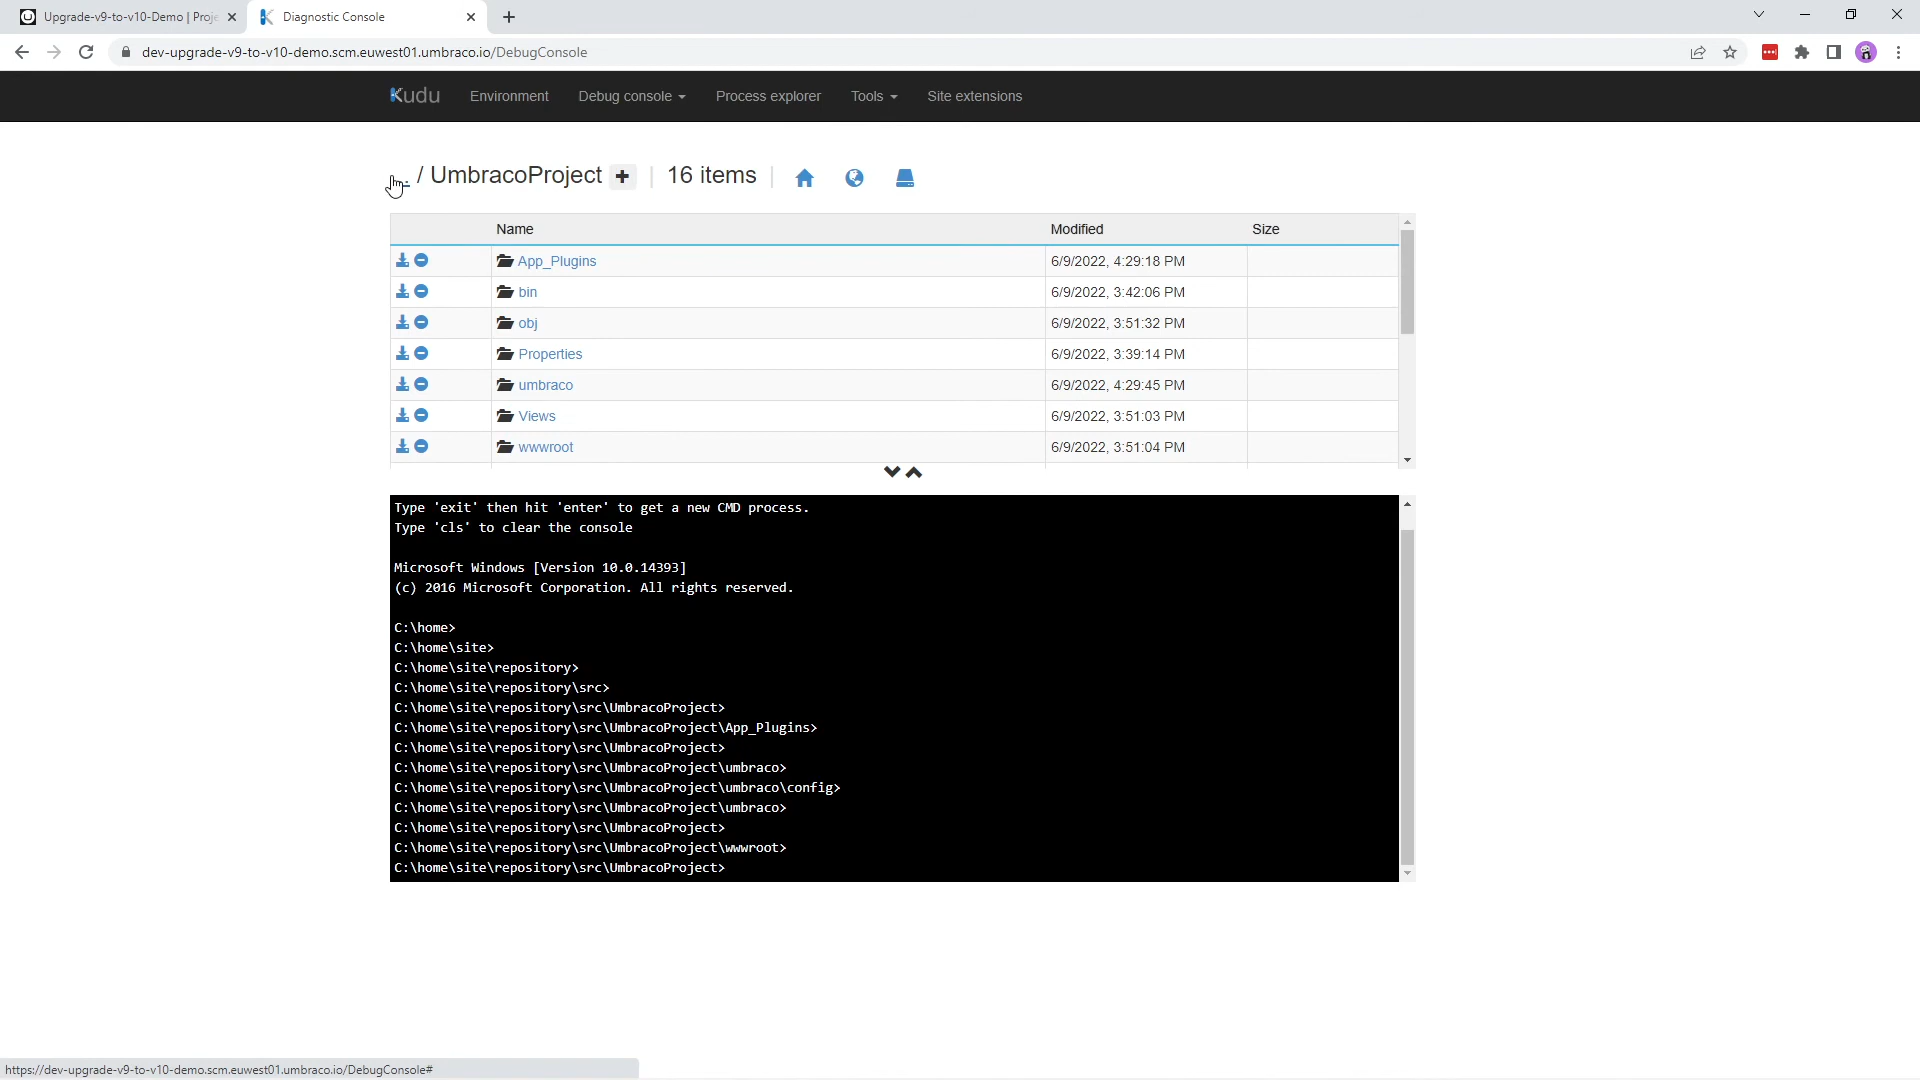 Upgrade-v9-to-v10-Demo | Proje
Diagnostic Console
dev-upgrade-v9-to-v10-demo.scm.euwest01.umbraco.io/DebugConsole
Kudu Environment Debug console Process explorer Tools Site extensions
/ UmbracoProject | 16 items |
Name Modified Size
App_Plugins 6/9/2022, 4:29:18 PM
bin 6/9/2022, 3:42:06 PM
obj 6/9/2022, 3:51:32 PM
Properties 6/9/2022, 3:39:14 PM
umbraco 6/9/2022, 4:29:45 PM
Views 6/9/2022, 3:51:03 PM
wwwroot 6/9/2022, 3:51:04 PM
Type 'exit' then hit 'enter' to get a new CMD process.
Type 'cls' to clear the console
Microsoft Windows [Version 10.0.14393]
(c) 2016 Microsoft Corporation. All rights reserved.
C:\home>
C:\home\site>
C:\home\site\repository>
C:\home\site\repository\src>
C:\home\site\repository\src\UmbracoProject>
C:\home\site\repository\src\UmbracoProject\App_Plugins>
C:\home\site\repository\src\UmbracoProject>
C:\home\site\repository\src\UmbracoProject\umbraco>
C:\home\site\repository\src\UmbracoProject\umbraco\config>
C:\home\site\repository\src\UmbracoProject\umbraco>
C:\home\site\repository\src\UmbracoProject>
C:\home\site\repository\src\UmbracoProject\wwwroot>
C:\home\site\repository\src\UmbracoProject>
https://dev-upgrade-v9-to-v10-demo.scm.euwest01.umbraco.io/DebugConsole#